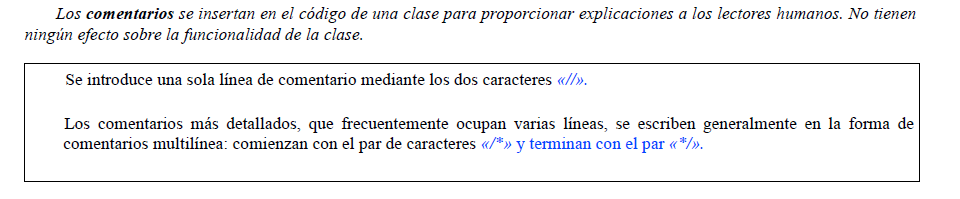 Los comentarios se insertan en el código de una clase para proporcionar explicaciones a los lectores humanos. No tienen
ningún efecto sobre la funcionalidad de la clase.
Se introduce una sola línea de comentario mediante los dos caracteres «//».
Los comentarios más detallados, que frecuentemente ocupan varias líneas, se escriben generalmente en la forma de
comentarios multilínea: comienzan con el par de caracteres «/*» y terminan con el par «*/».